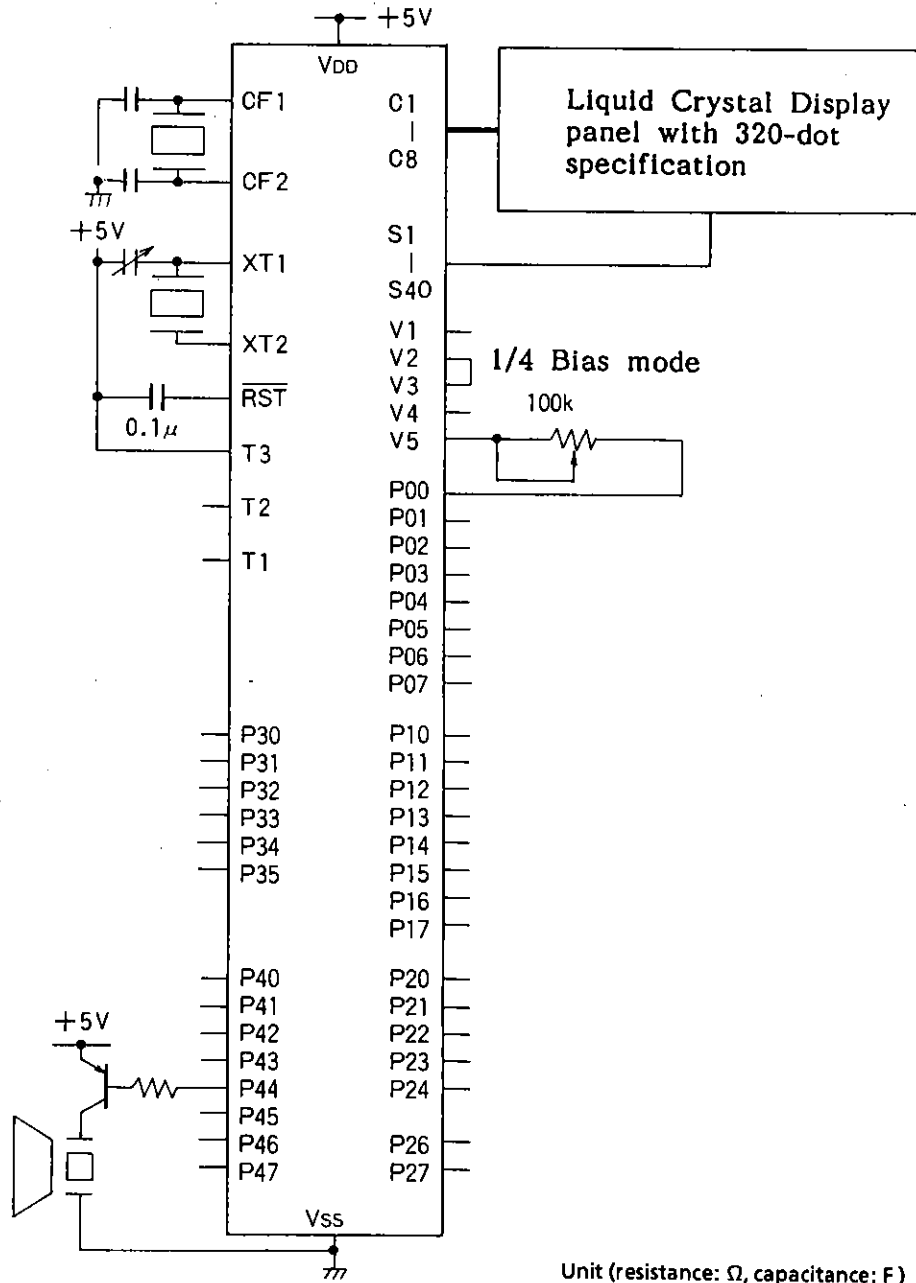 +5V
VDD
CF1
CF2
+5V
XT1
XT2
RST
0.1μ
T3
T2
T1
P30
P31
P32
P33
P34
P35
P40
P41
P42
P43
+5V
P44
P45
P46
P47
VSS
C1
C8
S1
S40
V1
V2
V3
V4
V5
P00
P01
P02
P03
P04
P05
P06
P07
P10
P11
P12
P13
P14
P15
P16
P17
P20
P21
P22
P23
P24
P26
P27
Liquid Crystal Display
panel with 320-dot
specification
1/4 Bias mode
100k
Unit (resistance: Ω, capacitance: F)